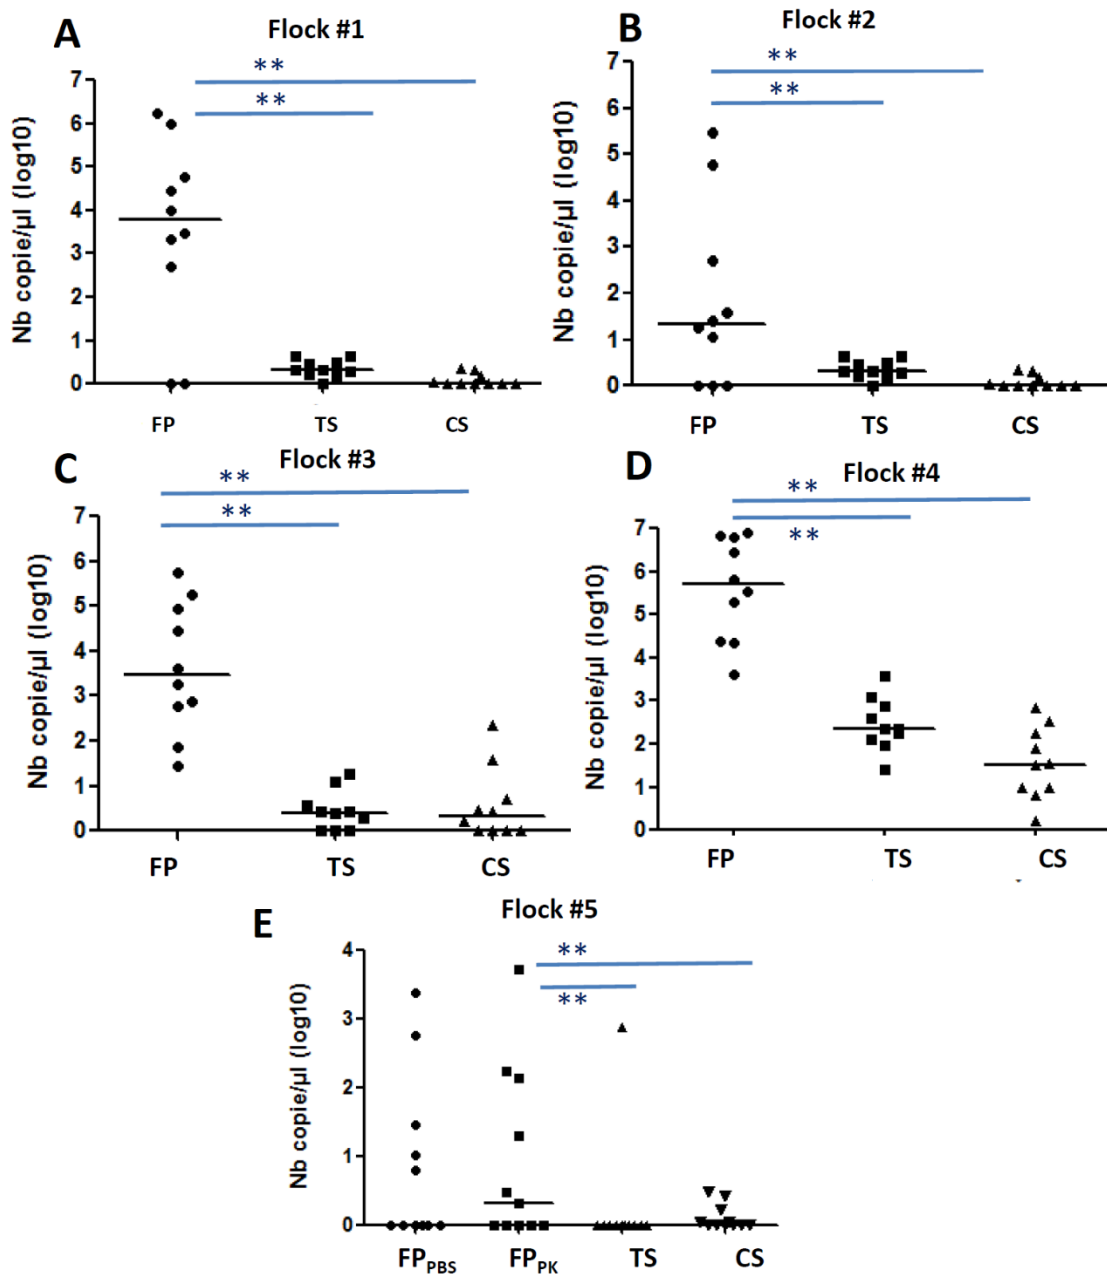 A
Flock #1
**
**
Nb copie/µl (log10)
7
6
5
4
3
2
1
0
FP TS CS
B
Flock #2
**
**
Nb copie/µl (log10)
7
6
5
4
3
2
1
0
FP TS CS
C
Flock #3
**
**
Nb copie/µl (log10)
7
6
5
4
3
2
1
0
FP TS CS
D
Flock #4
**
**
Nb copie/µl (log10)
7
6
5
4
3
2
1
0
FP TS CS
E
Flock #5
**
**
Nb copie/µl (log10)
4
3
2
1
0
FPPBS FPPK TS CS